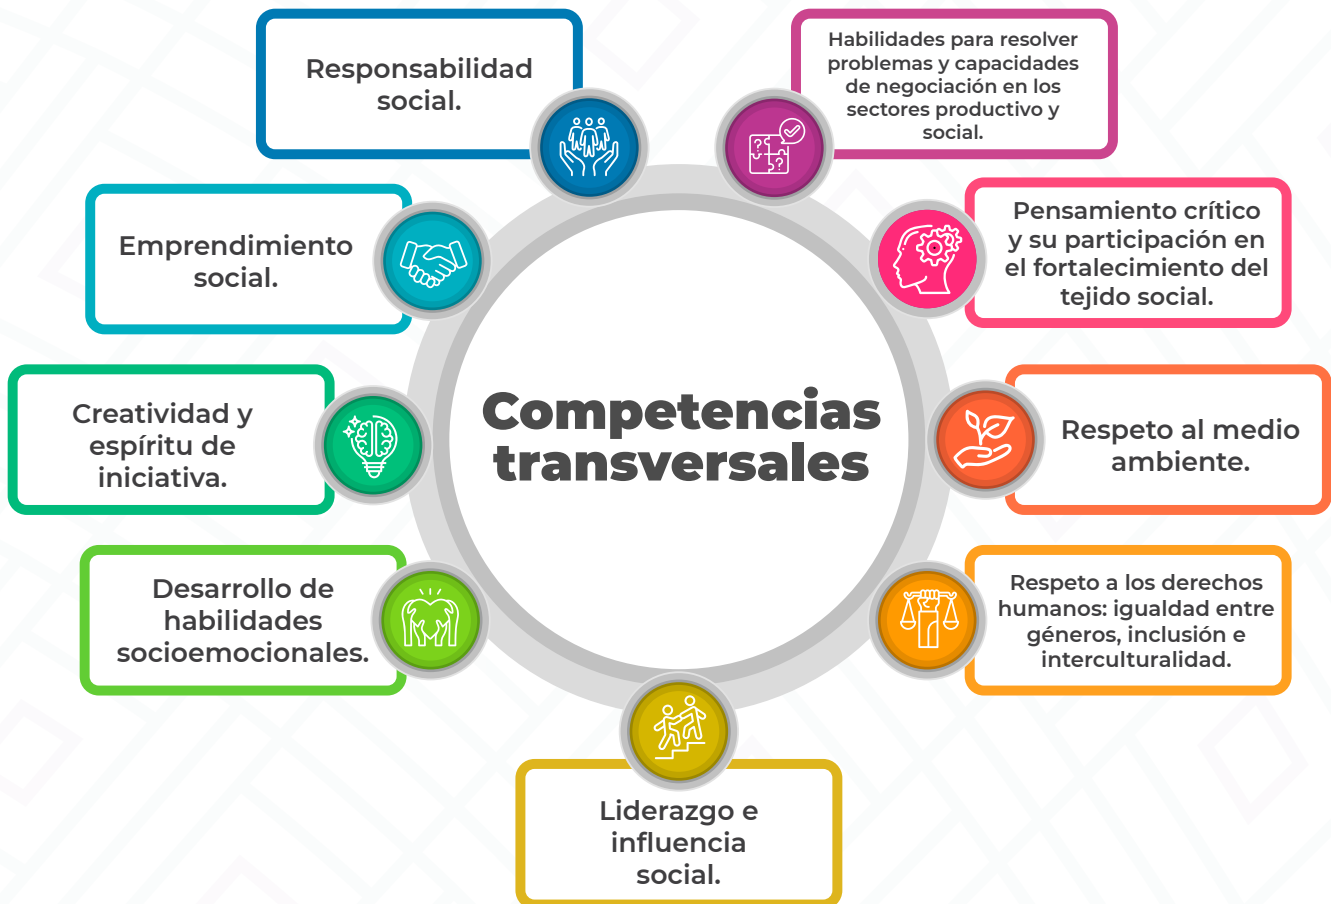 Responsabilidad
social.
Habilidades para resolver
problemas y capacidades
de negociación en los
sectores productivo y
social.
Emprendimiento
social.
Pensamiento crítico
y su participación en
el fortalecimiento del
tejido social.
Creatividad y
espíritu de
iniciativa.
Competencias
transversales
Respeto al medio
ambiente.
Desarrollo de
habilidades
socioemocionales.
Respeto a los derechos
humanos: igualdad entre
géneros, inclusión e
interculturalidad.
Liderazgo e
influencia
social.